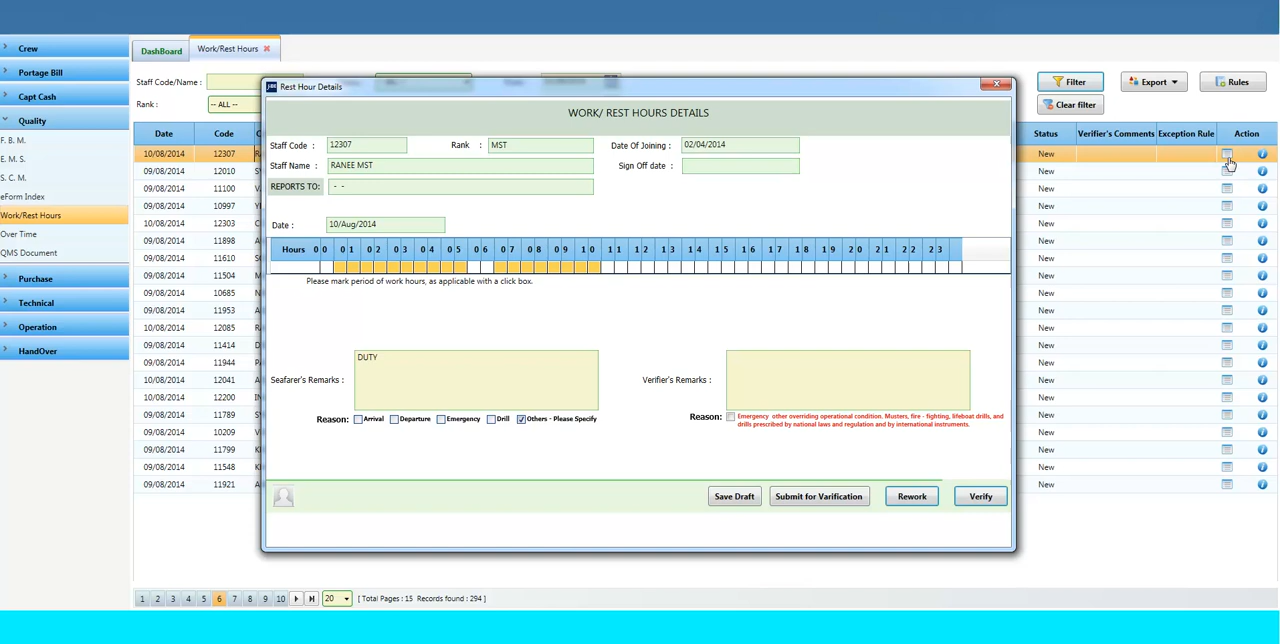 Crew
Portage Bill
Capt Cash
Quality
F. B. M.
E. M. S.
S. C. M.
eForm Index
Work/Rest Hours
Over Time
QMS Document
Purchase
Technical
Operation
HandOver
DashBoard Work/Rest Hours
Staff Code/Name :
Rank : -- ALL --
Filter Export Rules
Clear filter
Date Code Status Verifier's Comments Exception Rule Action
10/08/2014 12307 New
09/08/2014 12010 New
09/08/2014 11100 New
09/08/2014 10997 New
10/08/2014 12303 New
09/08/2014 11898 New
09/08/2014 11610 New
09/08/2014 11504 New
09/08/2014 10685 New
09/08/2014 11953 New
10/08/2014 12085 New
09/08/2014 11414 New
09/08/2014 11944 New
10/08/2014 12041 New
10/08/2014 12200 New
09/08/2014 11789 New
09/08/2014 10209 New
09/08/2014 11799 New
09/08/2014 11548 New
09/08/2014 11921 New
Rest Hour Details
WORK/ REST HOURS DETAILS
Staff Code : 12307 Rank : MST Date Of Joining : 02/04/2014
Staff Name : RANEE MST Sign Off date :
REPORTS TO: - -
Date : 10/Aug/2014
Hours 00 01 02 03 04 05 06 07 08 09 10 11 12 13 14 15 16 17 18 19 20 21 22 23
Please mark period of work hours, as applicable with a click box.
Seafarer's Remarks : DUTY
Verifier's Remarks :
Reason: Arrival Departure Emergency Drill Others - Please Specify
Reason: Emergency other overriding operational condition. Musters, fire - fighting, lifeboat drills, and
drills prescribed by national laws and regulation and by international instruments.
Save Draft Submit for Varification Rework Verify
1 2 3 4 5 6 7 8 9 10 20 [ Total Pages : 15 Records found : 294 ]